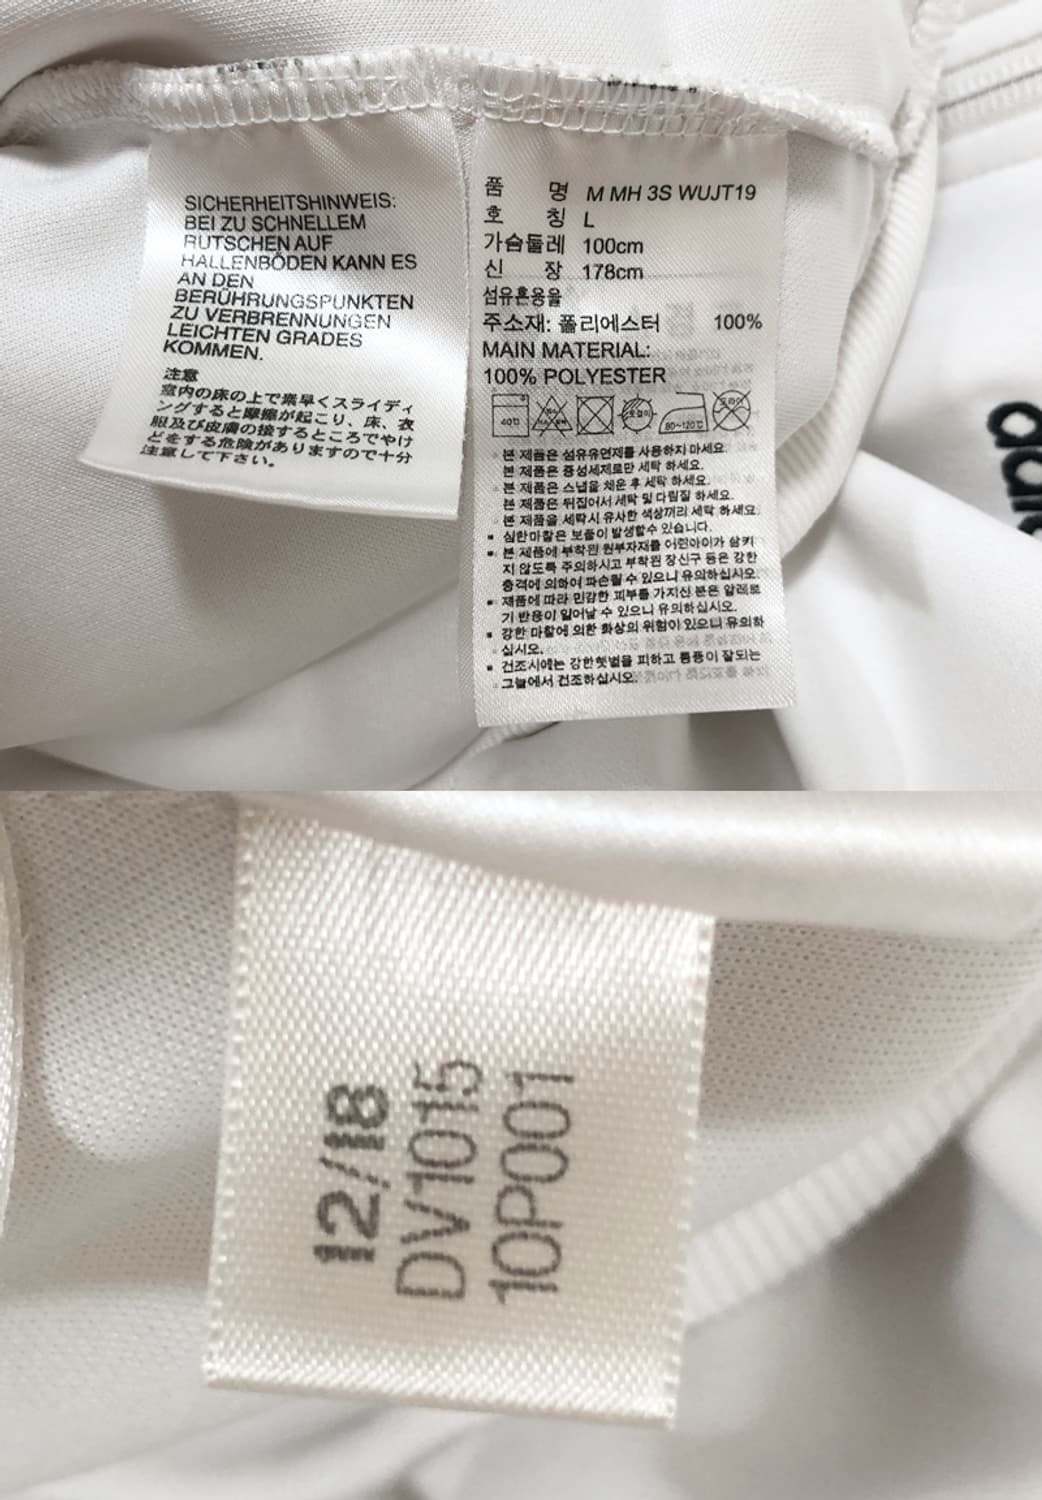 SICHERHEITSHINWEIS:
BEI ZU SCHNELLEM
RUTSCHEN AUF
HALLENBÖDEN KANN ES
AN DEN
BERÜHRUNGSPUNKTEN
ZU VERBRENNUNGEN
LEICHTEN GRADES
KOMMEN.
注意
室内の床の上で素早くスライディ
ングすると摩擦が起こり、床、衣
服及び皮膚の接するところでやけ
どをする危険がありますので十分
注意して下さい。
품 명 M MH 3S WUJT19
호 칭 L
가슴둘레 100cm
신 장 178cm
섬유혼용율
주소재: 폴리에스터 100%
MAIN MATERIAL:
100% POLYESTER
40℃ 80~120℃ 드라이
본 제품은 섬유유연제를 사용하지 마세요.
본 제품은 중성세제로만 세탁 하세요.
본 제품은 스냅을 채운 후 세탁 하세요.
본 제품은 뒤집어서 세탁 및 다림질 하세요.
본 제품을 세탁시 유사한 색상끼리 세탁 하세요.
심한마찰은 보풀이 발생할수 있습니다.
본 제품에 부착된 원부자재를 어린아이가 삼키
지 않도록 주의하시고 부착된 장신구 등은 강한
충격에 의하여 파손될 수 있으니 유의하십시오.
제품에 따라 민감한 피부를 가지신 분은 알레르
기 반응이 일어날 수 있으니 유의하십시오.
강한 마찰에 의한 화상의 위험이 있으니 유의하
십시오.
건조시에는 강한햇볕을 피하고 통풍이 잘되는
그늘에서 건조하십시오.
12/18
DV1015
10P001